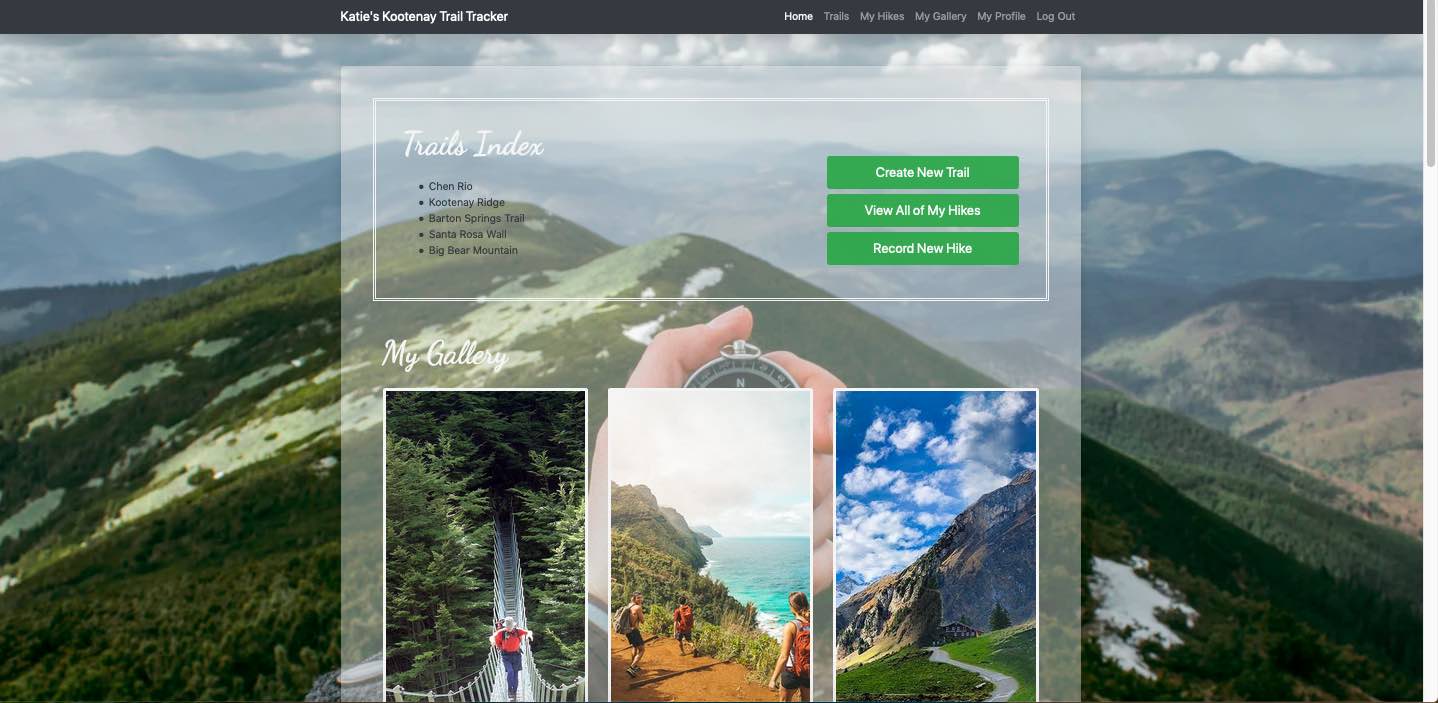 Katie's Kootenay Trail Tracker
Home Trails My Hikes My Gallery My Profile Log Out
Trails Index
Chen Rio
Kootenay Ridge
Barton Springs Trail
Santa Rosa Wall
Big Bear Mountain
Create New Trail
View All of My Hikes
Record New Hike
My Gallery
N